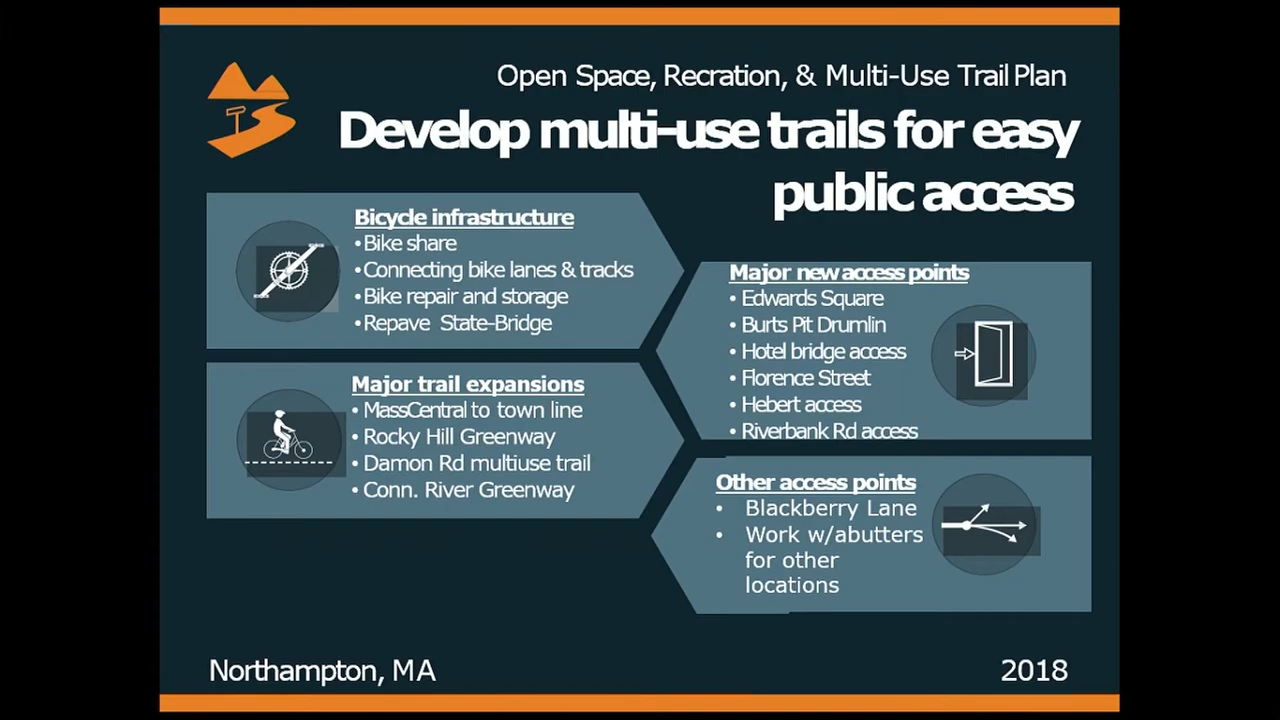 Open Space, Recration, & Multi-Use Trail Plan
Develop multi-use trails for easy
public access
Bicycle infrastructure
•Bike share
•Connecting bike lanes & tracks
•Bike repair and storage
•Repave State-Bridge
Major trail expansions
•MassCentral to town line
•Rocky Hill Greenway
•Damon Rd multiuse trail
•Conn. River Greenway
Major new access points
• Edwards Square
• Burts Pit Drumlin
• Hotel bridge access
• Florence Street
• Hebert access
• Riverbank Rd access
Other access points
• Blackberry Lane
• Work w/abutters
for other
locations
Northampton, MA
2018